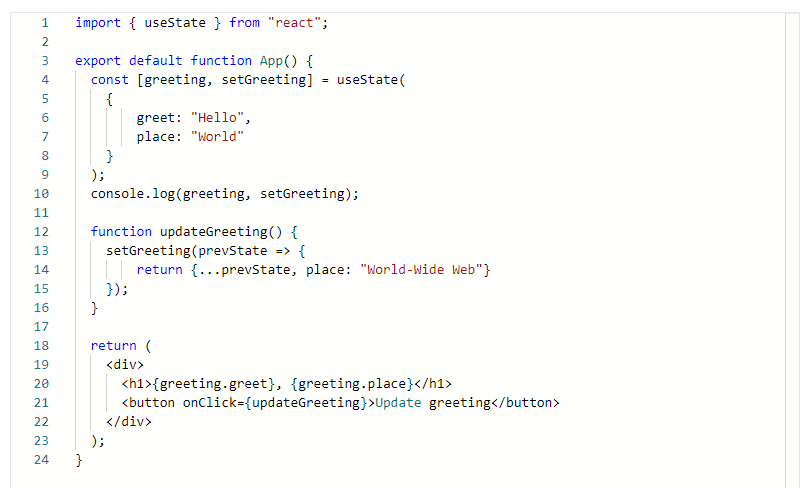 1 import { useState } from "react";
2
3 export default function App() {
4   const [greeting, setGreeting] = useState(
5     {
6         greet: "Hello",
7         place: "World"
8     }
9   );
10   console.log(greeting, setGreeting);
11
12   function updateGreeting() {
13     setGreeting(prevState => {
14         return {...prevState, place: "World-Wide Web"}
15     });
16   }
17
18   return (
19     <div>
20       <h1>{greeting.greet}, {greeting.place}</h1>
21       <button onClick={updateGreeting}>Update greeting</button>
22     </div>
23   );
24 }